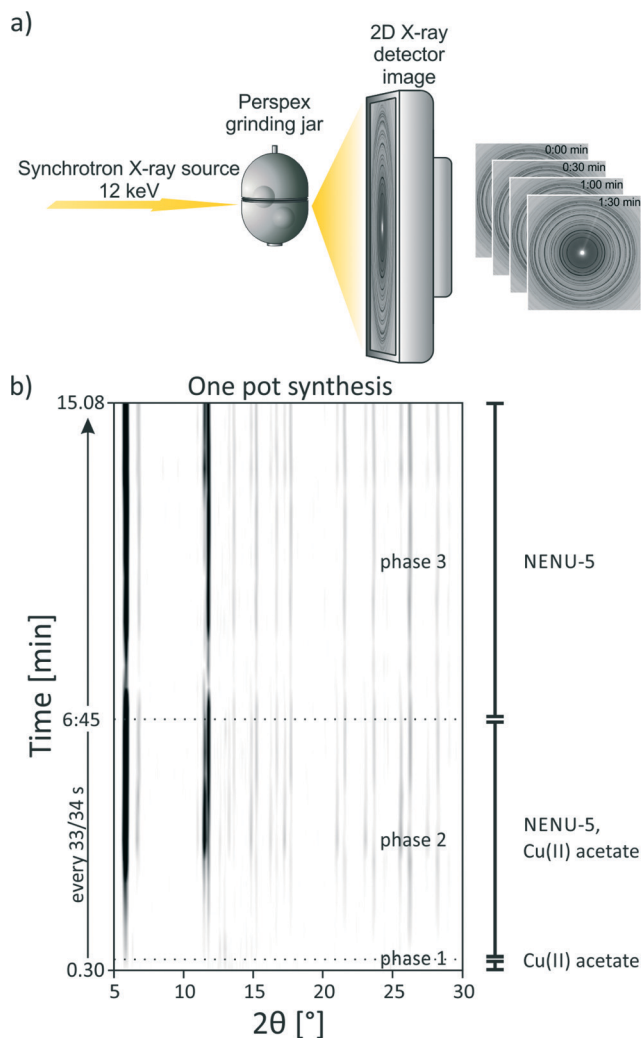 a)
2D X-ray
detector
image
Perspex
grinding jar
Synchrotron X-ray source
12 keV
0:00 min
0:30 min
1:00 min
1:30 min
b)
One pot synthesis
15.08
6:45
0.30
Time [min]
every 33/34 s
phase 3
phase 2
phase 1
NENU-5
NENU-5,
Cu(II) acetate
Cu(II) acetate
5 10 15 20 25 30
2θ [°]